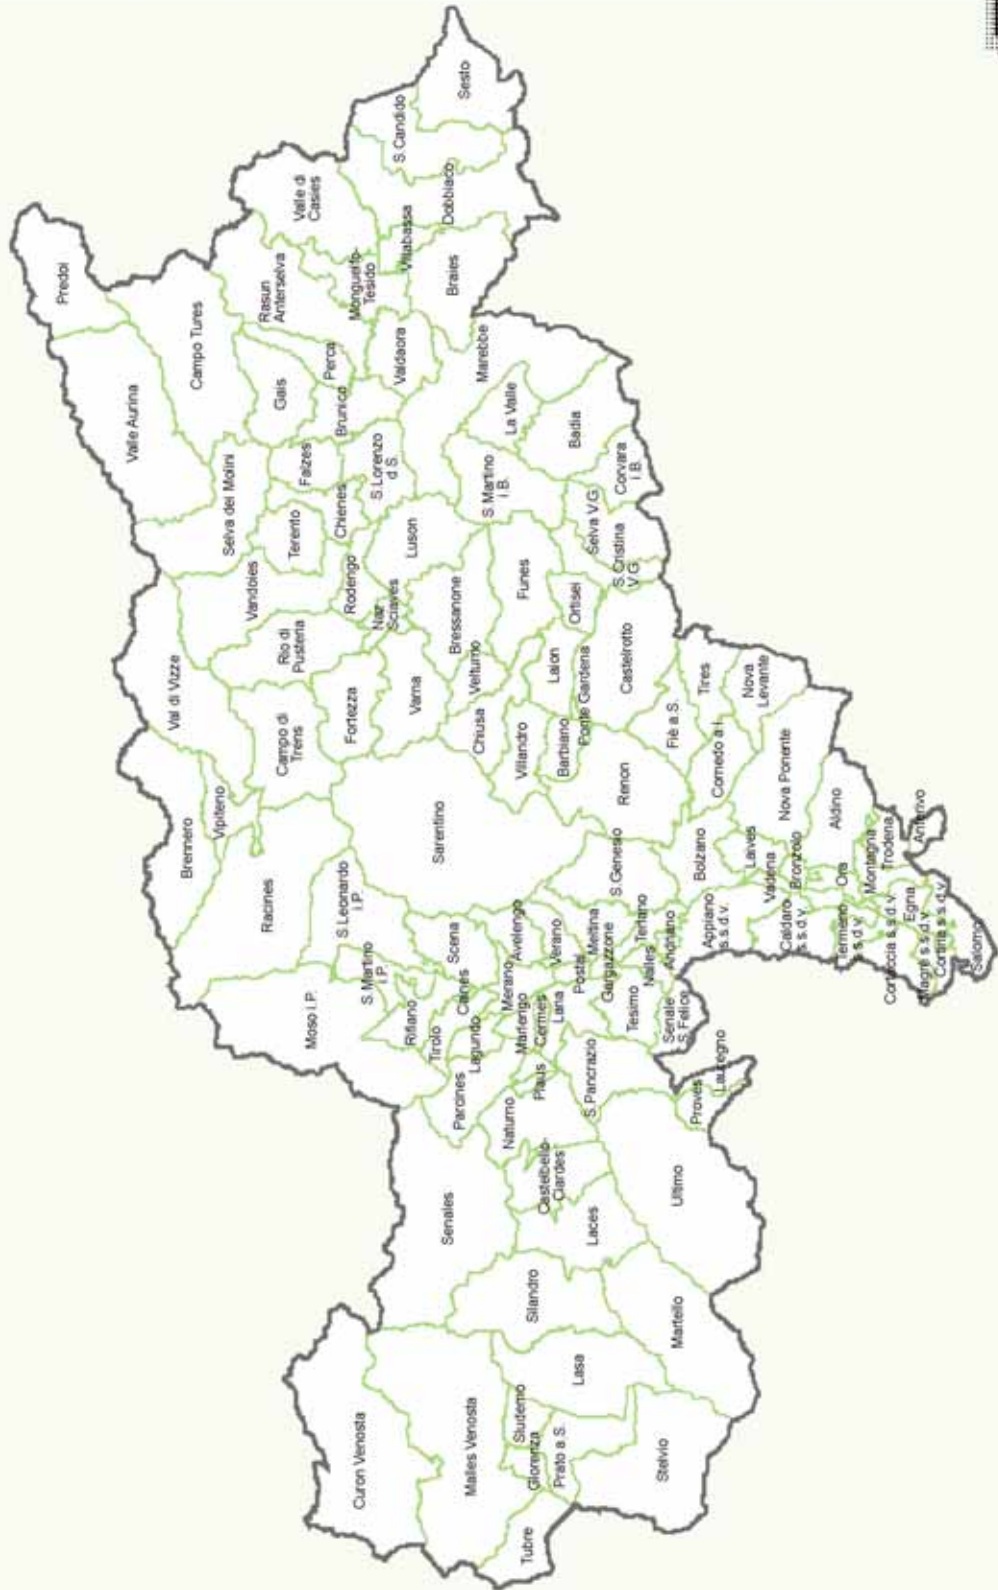 Predoi
Valle Aurina
Campo Tures
Rasun
Anterselva
Valle di
Casies
S.Candido
Sesto
Dobbiaco
Villabassa
Monguelfo-
Tesido
Braies
Valdaora
Perca
Gais
Brunico
Marebbe
La Valle
Badia
Corvara
i.B.
S.Martino
i.B.
S.Lorenzo
d.S.
Falzes
Chienes
Selva dei Molini
Terento
Vandoies
Rodengo
Luson
Naz
Sciaves
Rio di
Pusteria
Val di Vizze
Brennero
Vipiteno
Campo di
Trens
Fortezza
Varna
Bressanone
Velturno
Funes
Selva V.G.
S.Cristina
V.G.
Ortisei
Laion
Ponte Gardena
Castelrotto
Chiusa
Villandro
Barbiano
Renon
Fiè a.S.
Tires
Nova
Levante
Cornedo a.I.
Nova Ponente
Sarentino
Racines
S.Leonardo
i.P.
Moso i.P.
S.Martino
i.P.
Rifiano
Tirolo
Caines
Scena
Avelengo
Verano
Meltina
S.Genesio
Bolzano
Laives
Vadena
Bronzolo
Aldino
Ora
Montagna
Trodena
Anterivo
Egna
Salorno
Cortina s.s.d.v.
Magrè s.s.d.v.
Cortaccia s.s.d.v.
Termeno
s.s.d.v.
Caldaro
s.s.d.v.
Appiano
s.s.d.v.
Andriano
Terlano
Nalles
Gargazzone
Postal
Lana
Cermes
Marlengo
Merano
Lagundo
Parcines
Plaus
Naturno
Tesimo
Senale
S.Felice
Lauregno
Proves
S.Pancrazio
Ultimo
Castelbello-
Ciardes
Senales
Laces
Silandro
Martello
Lasa
Stelvio
Prato a.S.
Sluderno
Glorenza
Tubre
Malles Venosta
Curon Venosta